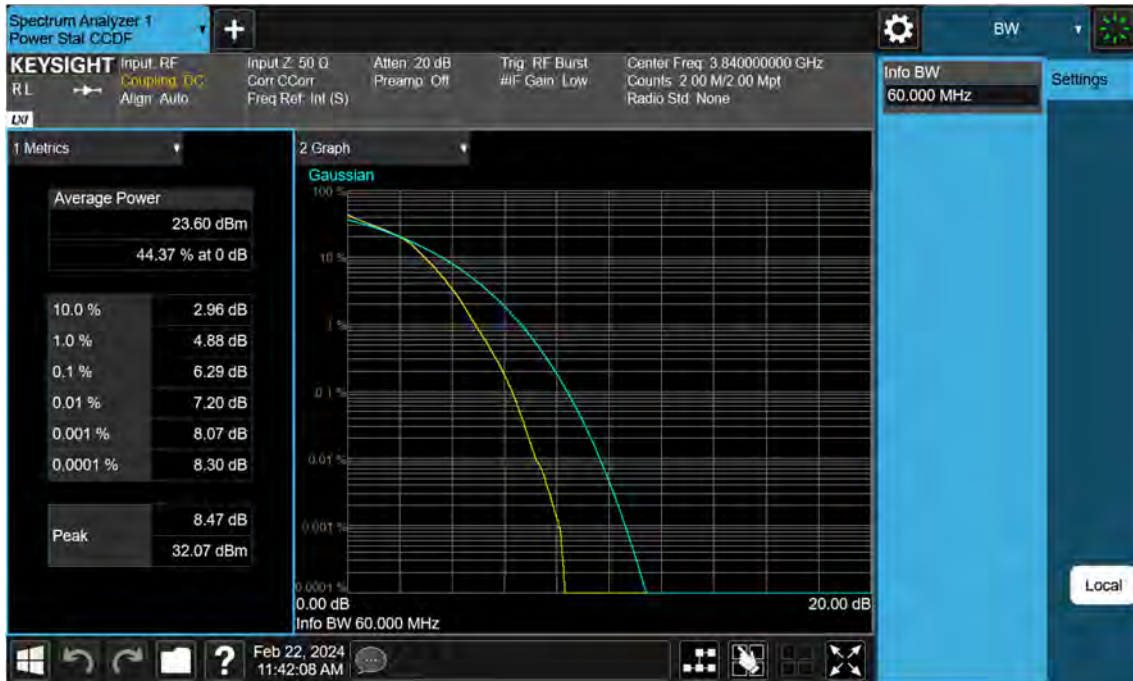 Spectrum Analyzer 1
Power Stat CCDF
BW
KEYSIGHT
RL
LXI
Input: RF
Coupling: DC
Align: Auto
Input Z: 50 Ω
Corr CCorr
Freq Ref: Int (S)
Atten: 20 dB
Preamp: Off
Trig: RF Burst
#IF Gain: Low
Center Freq: 3.840000000 GHz
Counts: 2.00 M/2.00 Mpt
Radio Std: None
Info BW
60.000 MHz
Settings
1 Metrics
Average Power
23.60 dBm
44.37 % at 0 dB
10.0 % 2.96 dB
1.0 % 4.88 dB
0.1 % 6.29 dB
0.01 % 7.20 dB
0.001 % 8.07 dB
0.0001 % 8.30 dB
Peak
8.47 dB
32.07 dBm
2 Graph
Gaussian
100 %
10 %
1 %
0.1 %
0.01 %
0.001 %
0.0001 %
0.00 dB 20.00 dB
Info BW 60.000 MHz
Local
?
Feb 22, 2024
11:42:08 AM